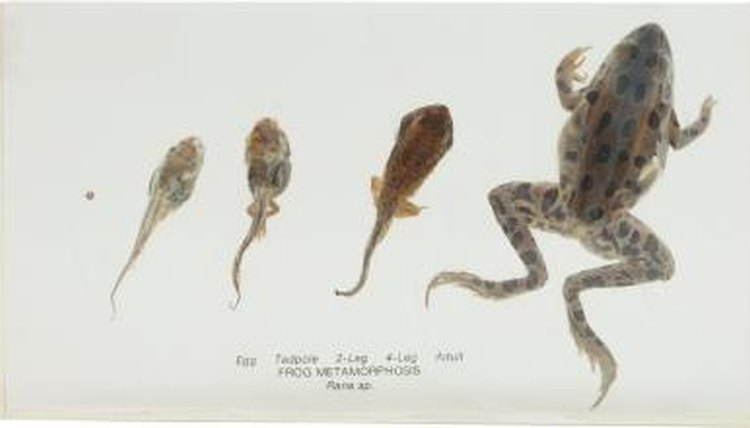 Egg Tadpole 2-Leg 4-Leg Adult
FROG METAMORPHOSIS
Rana sp.